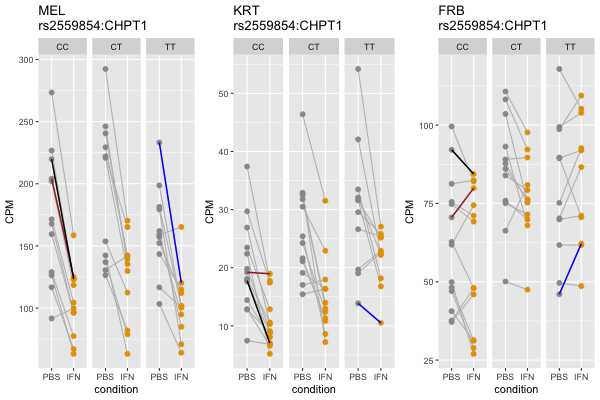 MEL
rs2559854:CHPT1
CC CT TT
CPM
300
250
200
150
100
PBS IFN PBS IFN PBS IFN
condition
KRT
rs2559854:CHPT1
CC CT TT
CPM
50
40
30
20
10
PBS IFN PBS IFN PBS IFN
condition
FRB
rs2559854:CHPT1
CC CT TT
CPM
100
75
50
25
PBS IFN PBS IFN PBS IFN
condition